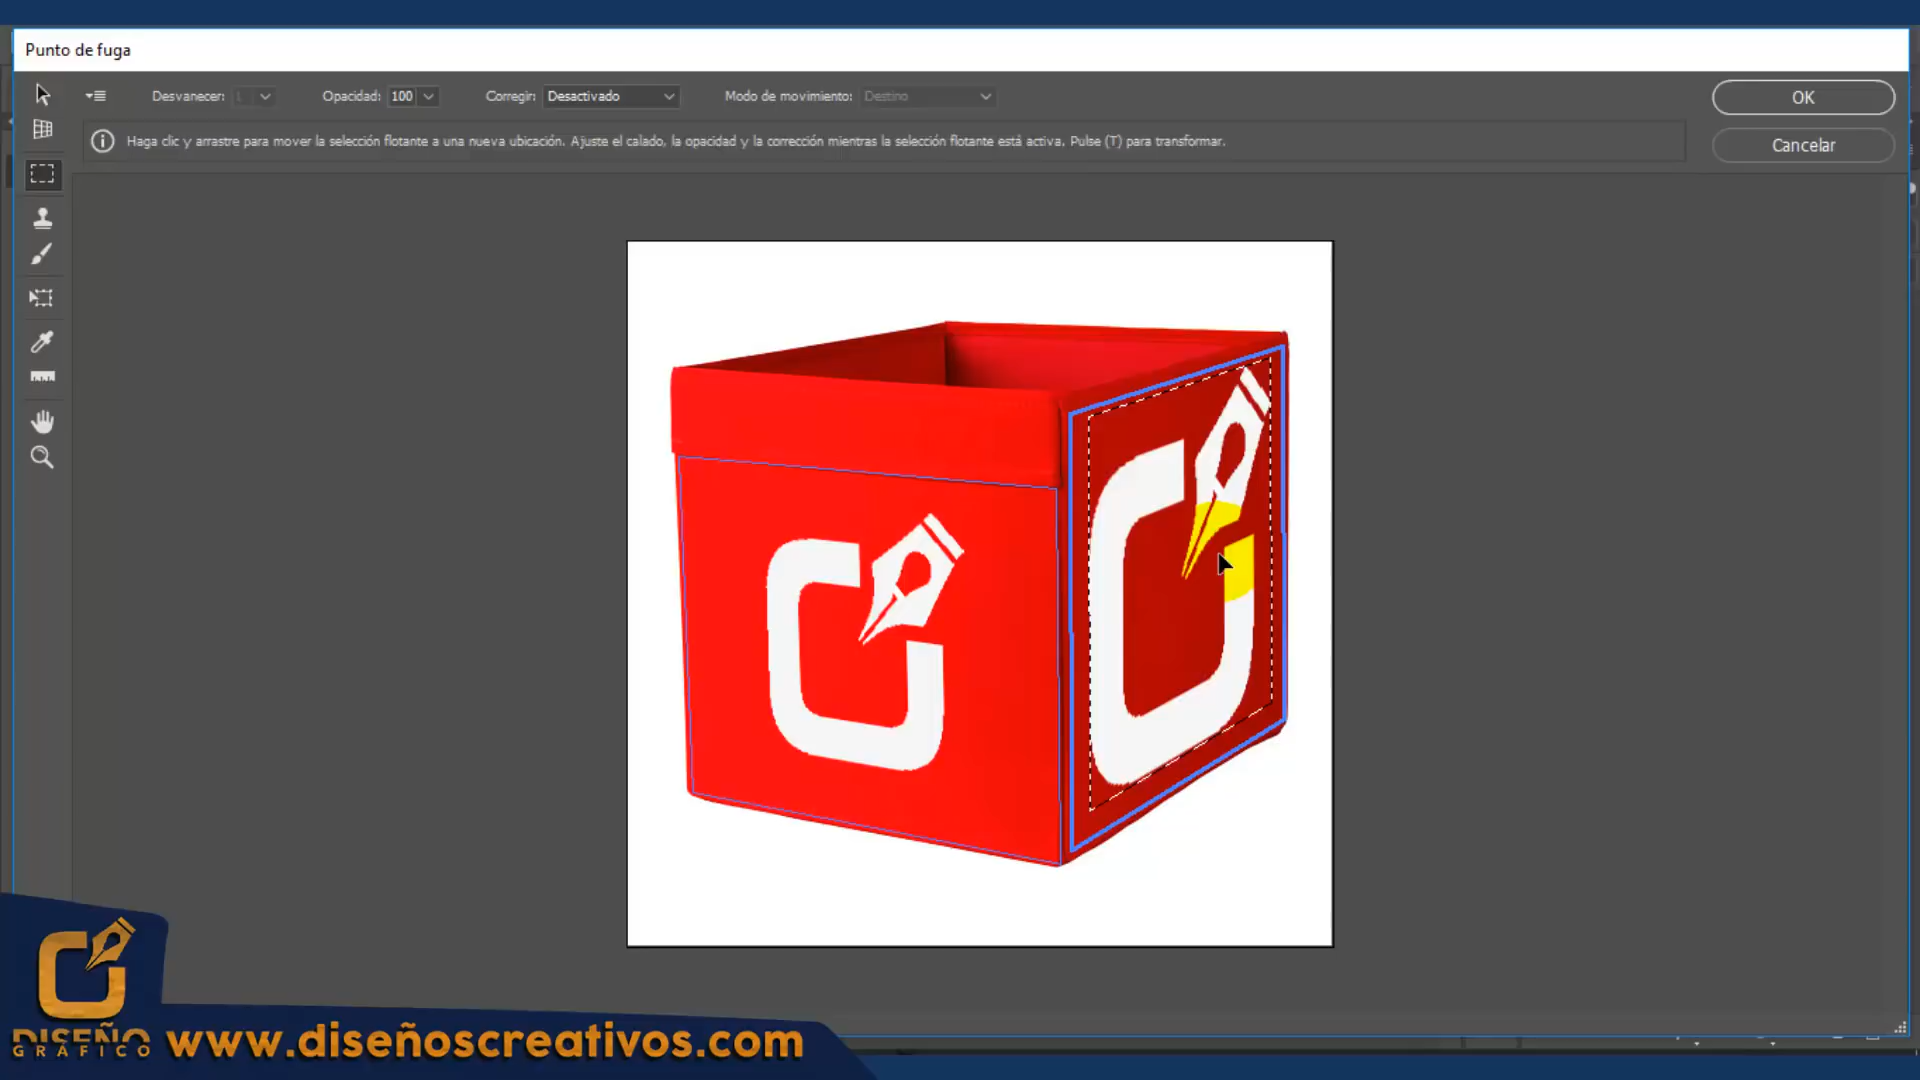 Punto de fuga
Desvanecer: 1
Opacidad: 100
Corregir: Desactivado
Modo de movimiento: Destino
OK
Haga clic y arrastre para mover la selección flotante a una nueva ubicación. Ajuste el calado, la opacidad y la corrección mientras la selección flotante está activa. Pulse (T) para transformar.
Cancelar
DISEÑO
GRÁFICO
www.diseñoscreativos.com